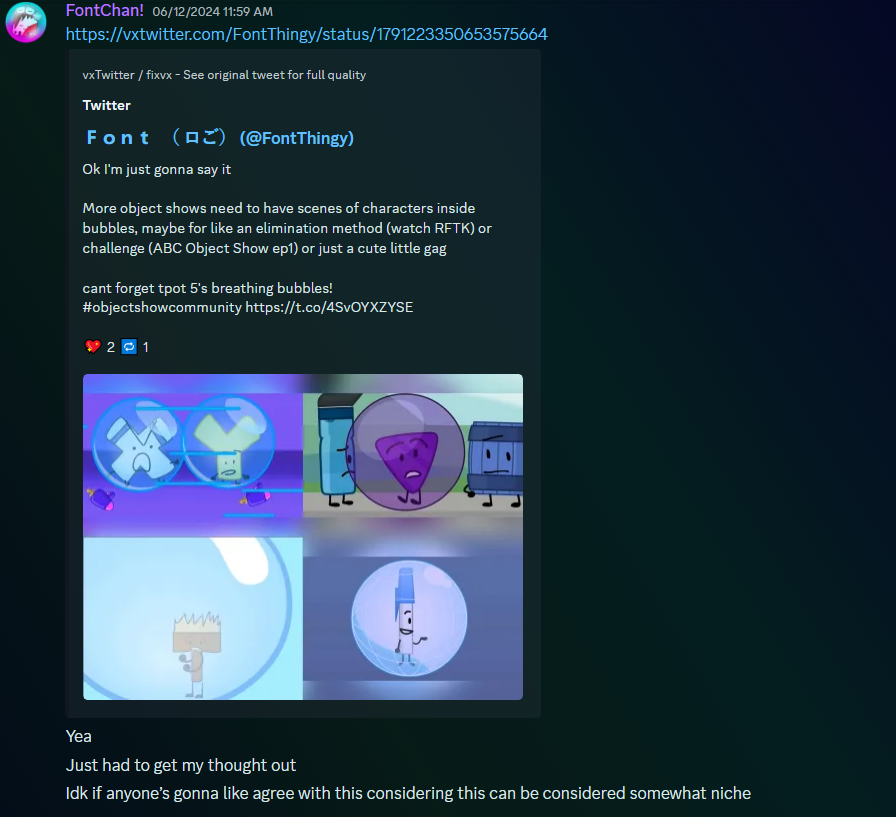 FontChan! 06/12/2024 11:59 AM
https://vxtwitter.com/FontThingy/status/1791223350653575664
vxTwitter / fixvx - See original tweet for full quality
Twitter
Ｆｏｎｔ （ロご） (@FontThingy)
Ok I'm just gonna say it
More object shows need to have scenes of characters inside
bubbles, maybe for like an elimination method (watch RFTK) or
challenge (ABC Object Show ep1) or just a cute little gag
cant forget tpot 5's breathing bubbles!
#objectshowcommunity https://t.co/4SvOYXZYSE
💖 2 🔁 1
Yea
Just had to get my thought out
Idk if anyone's gonna like agree with this considering this can be considered somewhat niche